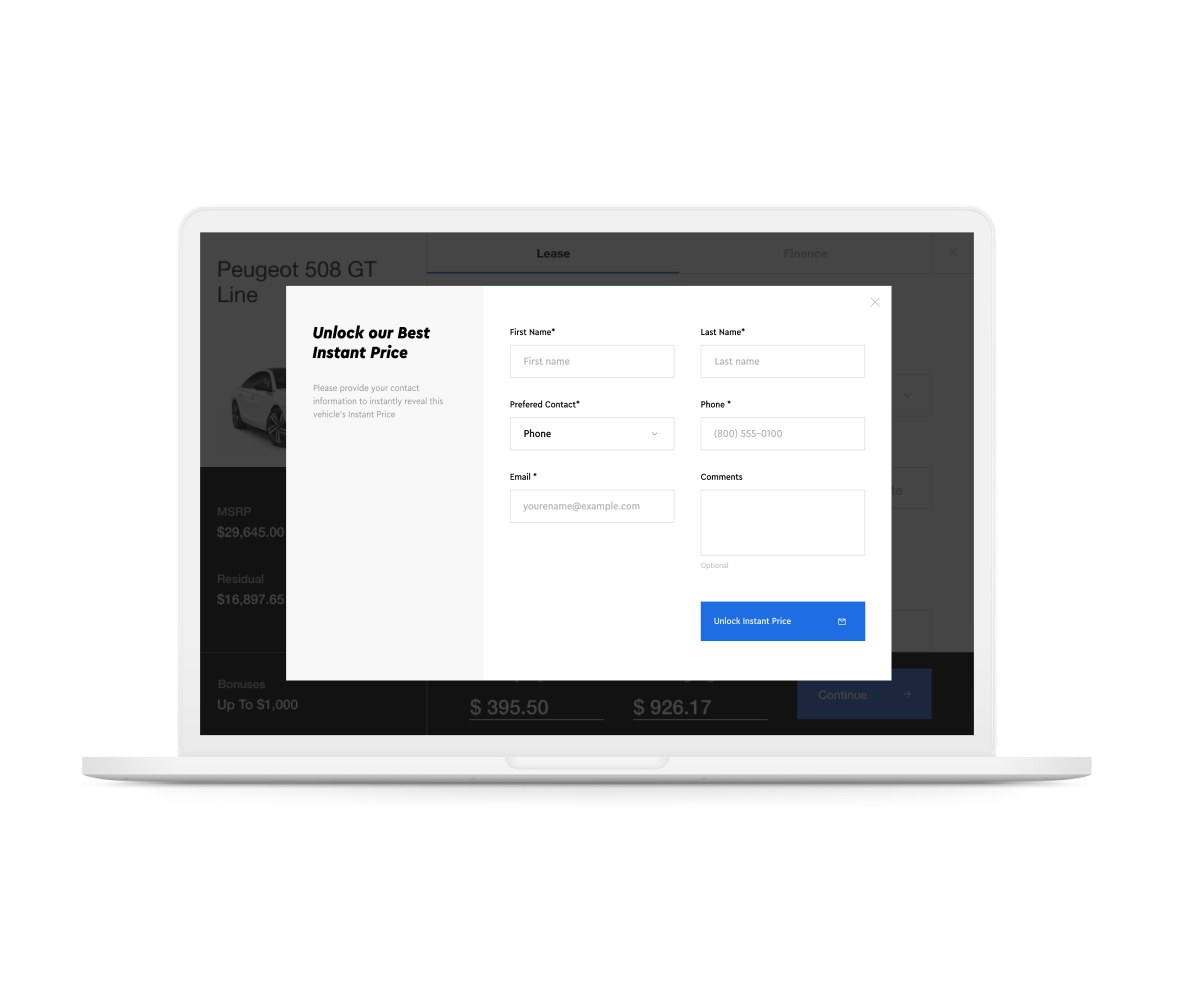 Peugeot 508 GT
Line
Lease
Finance
MSRP
$29,645.00
Residual
$16,897.65
Bonuses
Up To $1,000
$ 395.50
$ 926.17
Continue
Unlock our Best
Instant Price
Please provide your contact
information to instantly reveal this
vehicle's Instant Price
First Name*
First name
Last Name*
Last name
Prefered Contact*
Phone
Phone *
(800) 555-0100
Email *
yourename@example.com
Comments
Optional
Unlock Instant Price